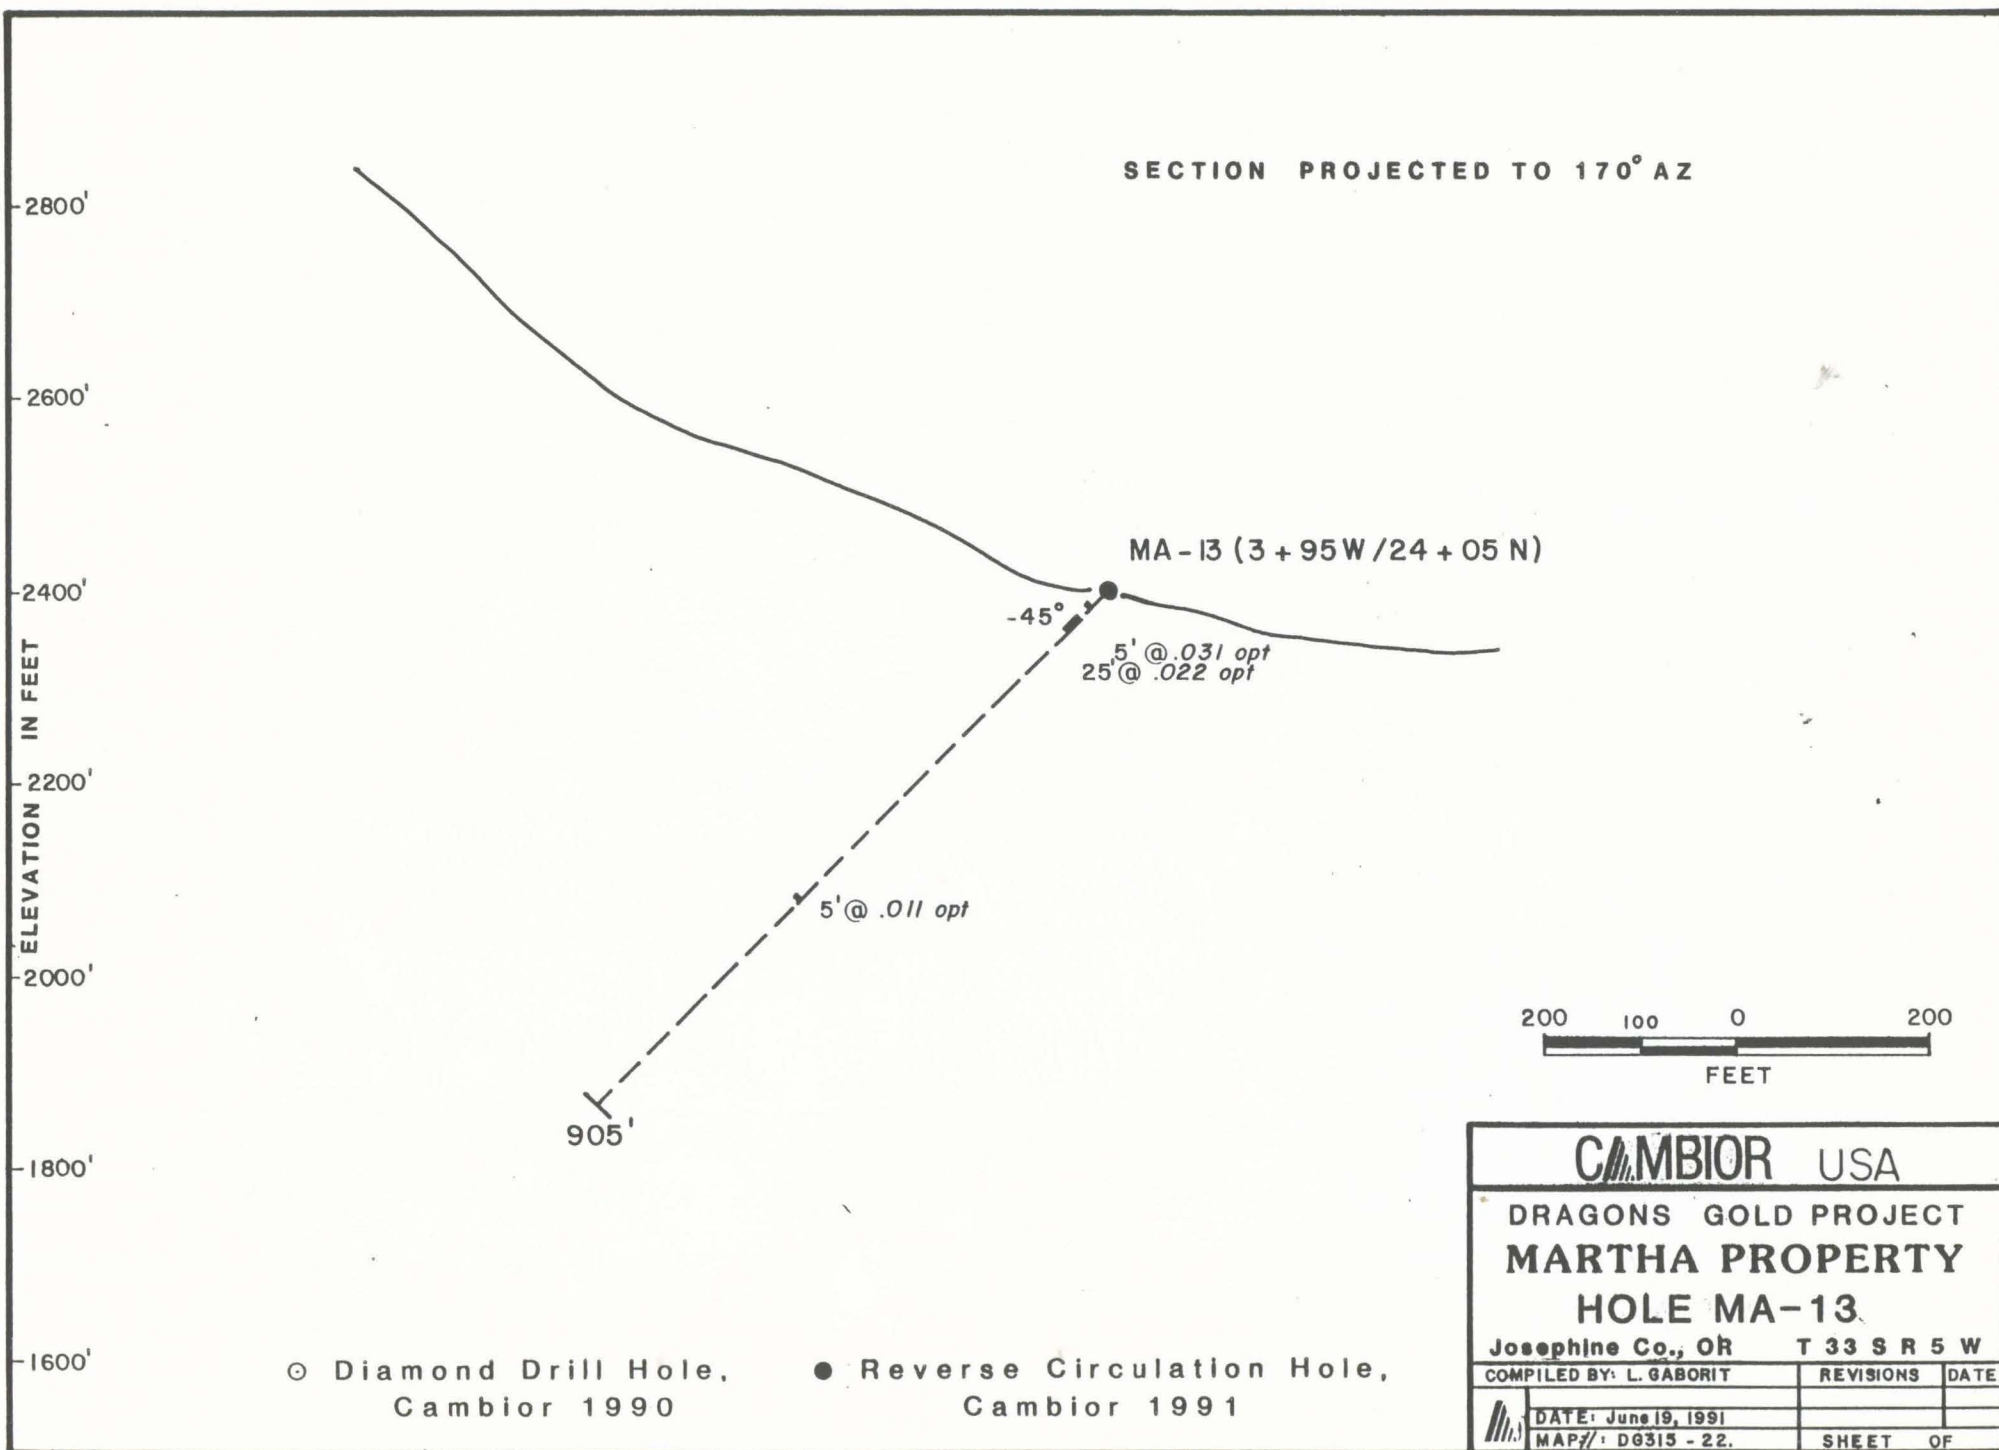 SECTION PROJECTED TO 170° AZ
2800'
2600'
2400'
2200'
2000'
1800'
1600'
ELEVATION IN FEET
MA-13 (3+95W/24+05N)
-45°
5' @ .031 opt
25' @ .022 opt
5' @ .011 opt
905'
200 100 0 200
FEET
⊙ Diamond Drill Hole,
Cambior 1990
● Reverse Circulation Hole,
Cambior 1991
CAMBIOR USA
DRAGONS GOLD PROJECT
MARTHA PROPERTY
HOLE MA-13
Josephine Co., OR T 33 S R 5 W
COMPILED BY: L. GABORIT REVISIONS DATE
DATE: June 19, 1991
MAP#: DG315 - 22. SHEET OF